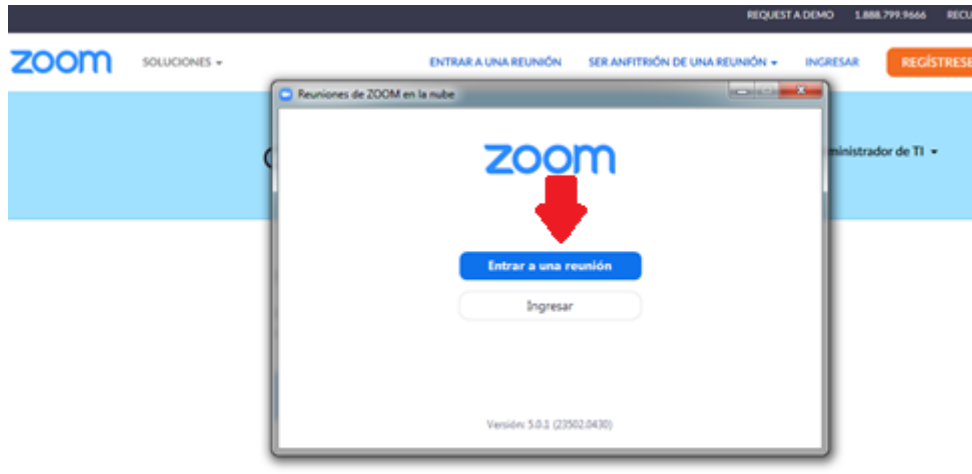 REQUEST A DEMO 1.888.799.9666 RECU
zoom SOLUCIONES ENTRAR A UNA REUNIÓN SER ANFITRIÓN DE UNA REUNIÓN INGRESAR REGÍSTRESE
Reuniones de ZOOM en la nube
zoom
ministrador de TI
Entrar a una reunión
Ingresar
Versión: 5.0.1 (23502.0430)